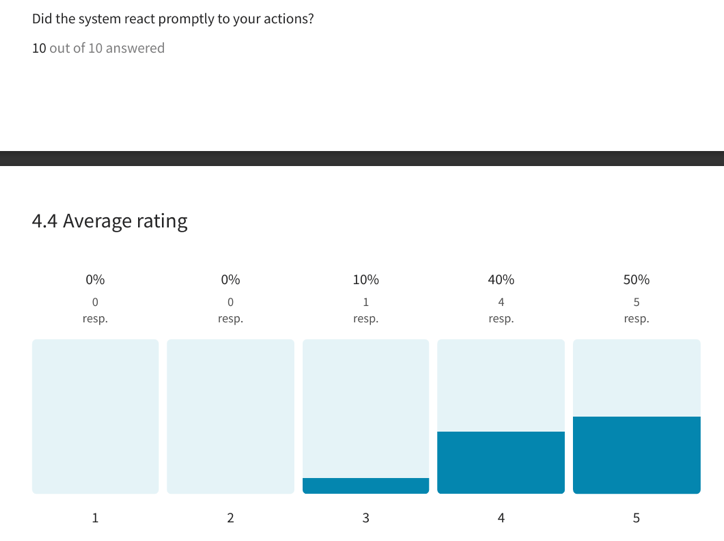 Did the system react promptly to your actions?
10 out of 10 answered
4.4 Average rating
0% 0% 10% 40% 50%
0 0 1 4 5
resp. resp. resp. resp. resp.
1 2 3 4 5